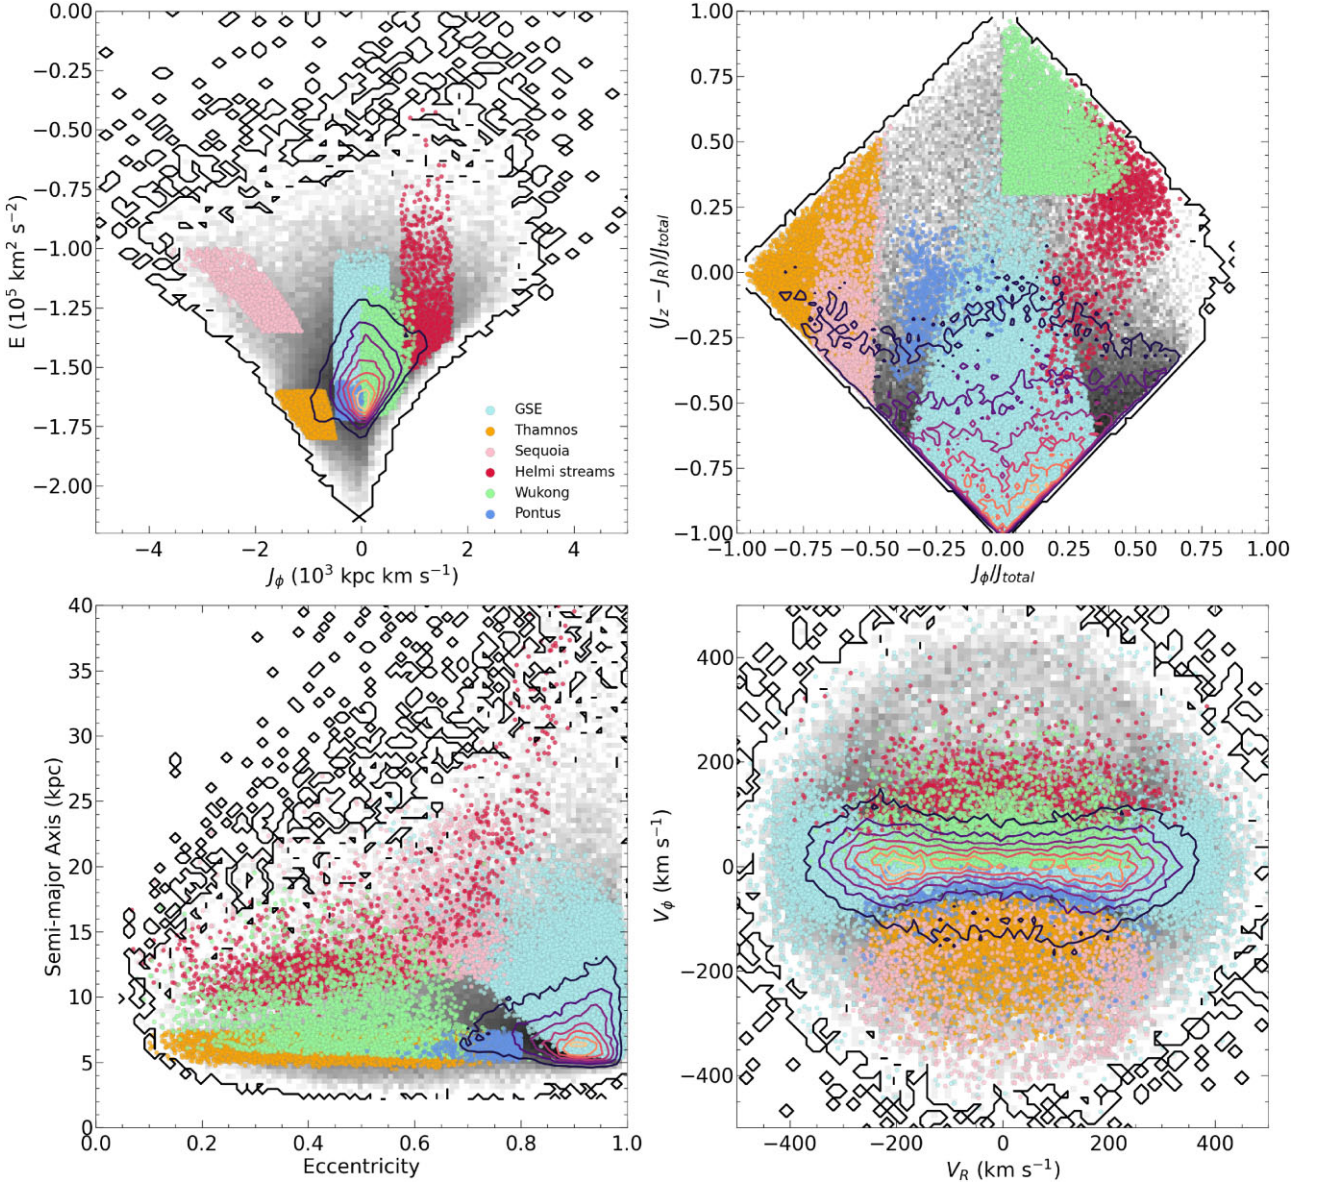 0.00
−0.25
−0.50
−0.75
−1.00
−1.25
−1.50
−1.75
−2.00
E (10⁵ km² s⁻²)
−4 −2 0 2 4
J_ϕ (10³ kpc km s⁻¹)
GSE
Thamnos
Sequoia
Helmi streams
Wukong
Pontus
1.00
0.75
0.50
0.25
0.00
−0.25
−0.50
−0.75
−1.00
(J_Z − J_R)/J_total
−1.00 −0.75 −0.50 −0.25 0.00 0.25 0.50 0.75 1.00
J_ϕ/J_total
40
35
30
25
20
15
10
5
0
Semi-major Axis (kpc)
0.0 0.2 0.4 0.6 0.8 1.0
Eccentricity
400
200
0
−200
−400
V_ϕ (km s⁻¹)
−400 −200 0 200 400
V_R (km s⁻¹)